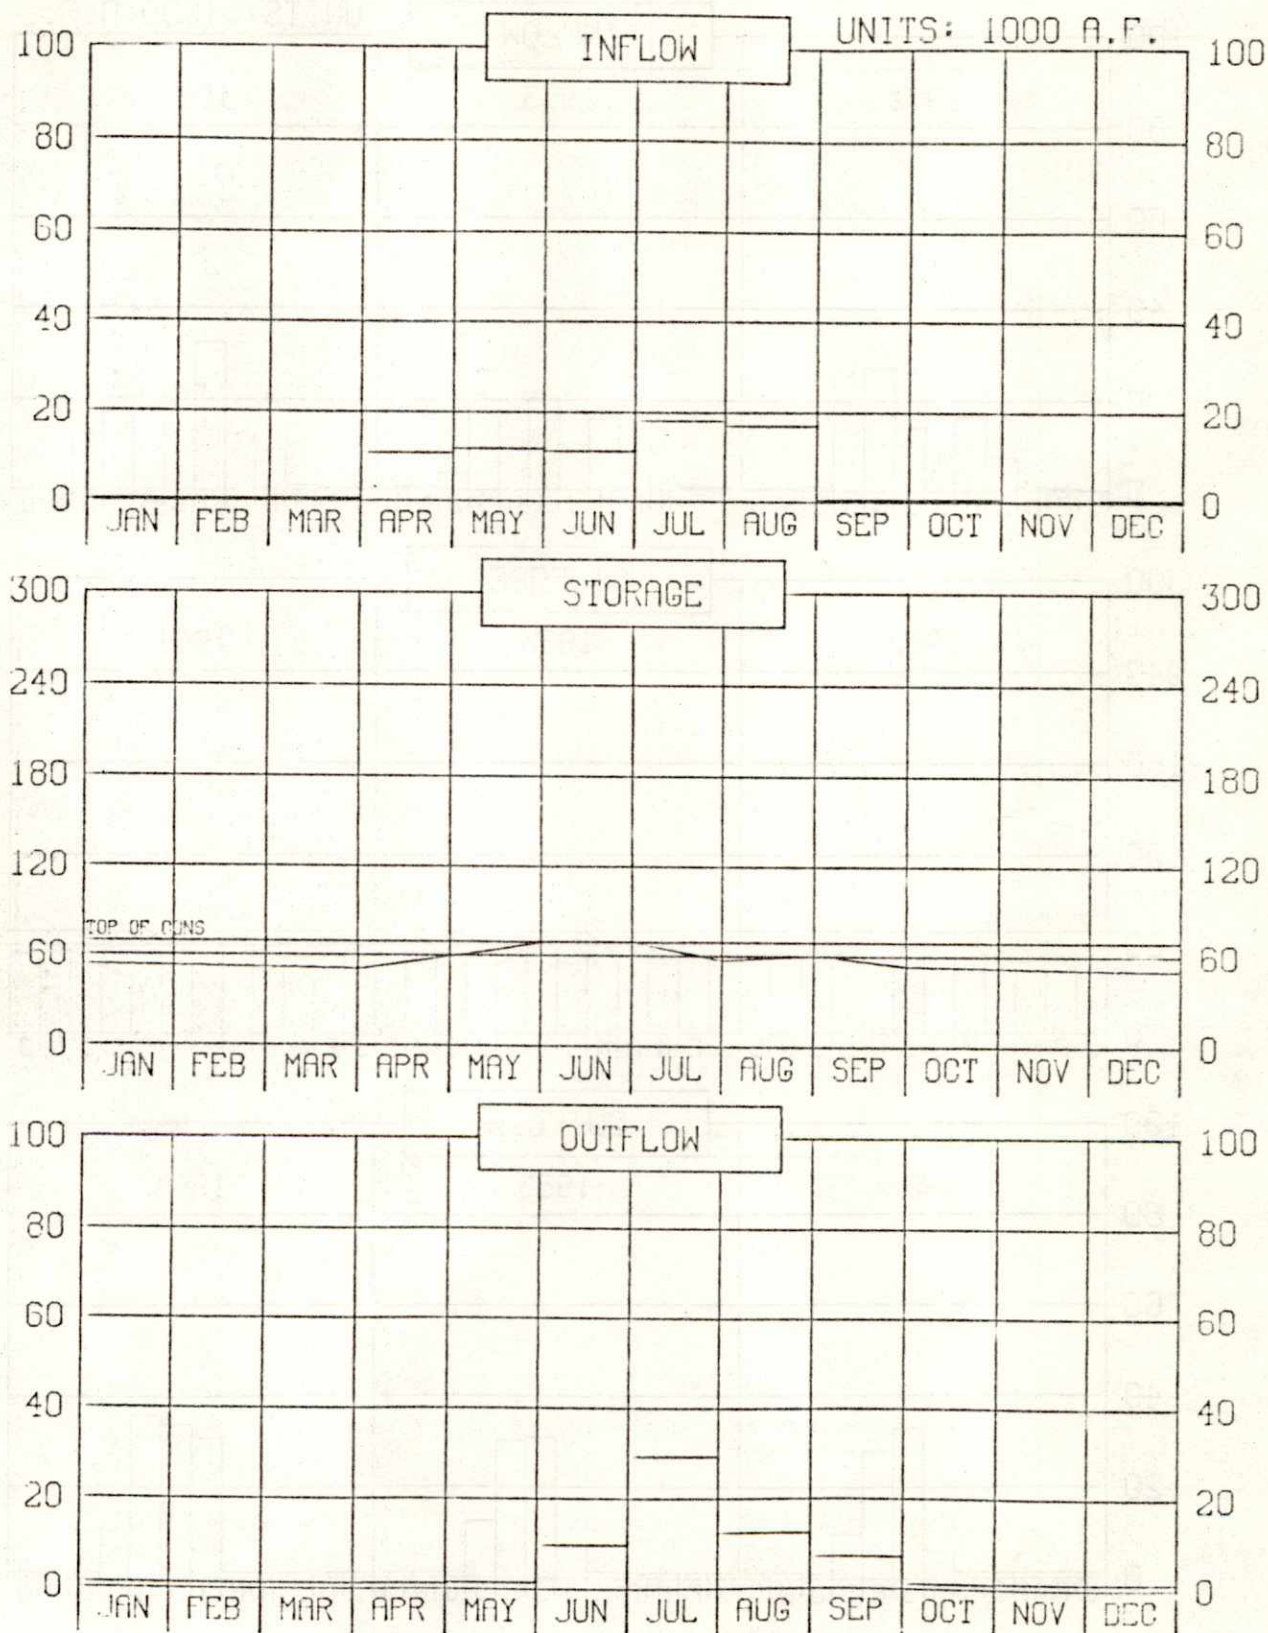 INFLOW UNITS: 1000 A.F.
100 100
80 80
60 60
40 40
20 20
0 0
JAN FEB MAR APR MAY JUN JUL AUG SEP OCT NOV DEC
STORAGE
300 300
240 240
180 180
120 120
TOP OF CONS
60 60
0 0
JAN FEB MAR APR MAY JUN JUL AUG SEP OCT NOV DEC
OUTFLOW
100 100
80 80
60 60
40 40
20 20
0 0
JAN FEB MAR APR MAY JUN JUL AUG SEP OCT NOV DEC